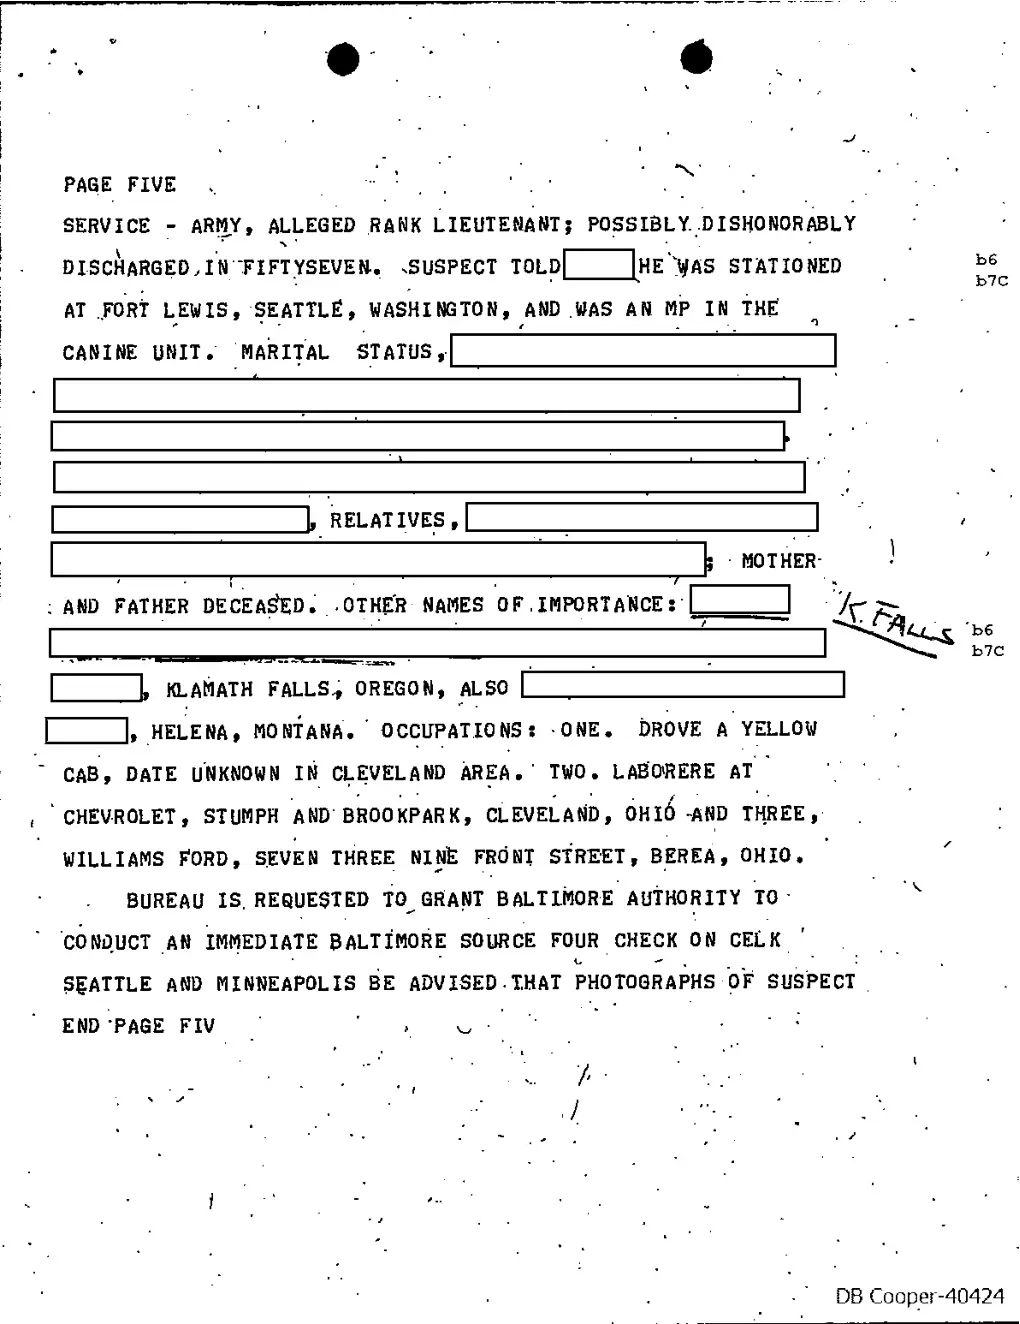 PAGE FIVE
SERVICE - ARMY, ALLEGED RANK LIEUTENANT; POSSIBLY DISHONORABLY
DISCHARGED, IN FIFTYSEVEN. SUSPECT TOLD HE WAS STATIONED
b6
b7C
AT FORT LEWIS, SEATTLE, WASHINGTON, AND WAS AN MP IN THE
CANINE UNIT. MARITAL STATUS,
, RELATIVES,
; MOTHER
AND FATHER DECEASED. OTHER NAMES OF IMPORTANCE:
K. FALLS
b6
b7C
, KLAMATH FALLS, OREGON, ALSO
, HELENA, MONTANA. OCCUPATIONS: ONE. DROVE A YELLOW
CAB, DATE UNKNOWN IN CLEVELAND AREA. TWO. LABORERE AT
CHEVROLET, STUMPH AND BROOKPARK, CLEVELAND, OHIO AND THREE,
WILLIAMS FORD, SEVEN THREE NINE FRONT STREET, BEREA, OHIO.
BUREAU IS REQUESTED TO GRANT BALTIMORE AUTHORITY TO
CONDUCT AN IMMEDIATE BALTIMORE SOURCE FOUR CHECK ON CELK
SEATTLE AND MINNEAPOLIS BE ADVISED THAT PHOTOGRAPHS OF SUSPECT
END PAGE FIV
DB Cooper-40424